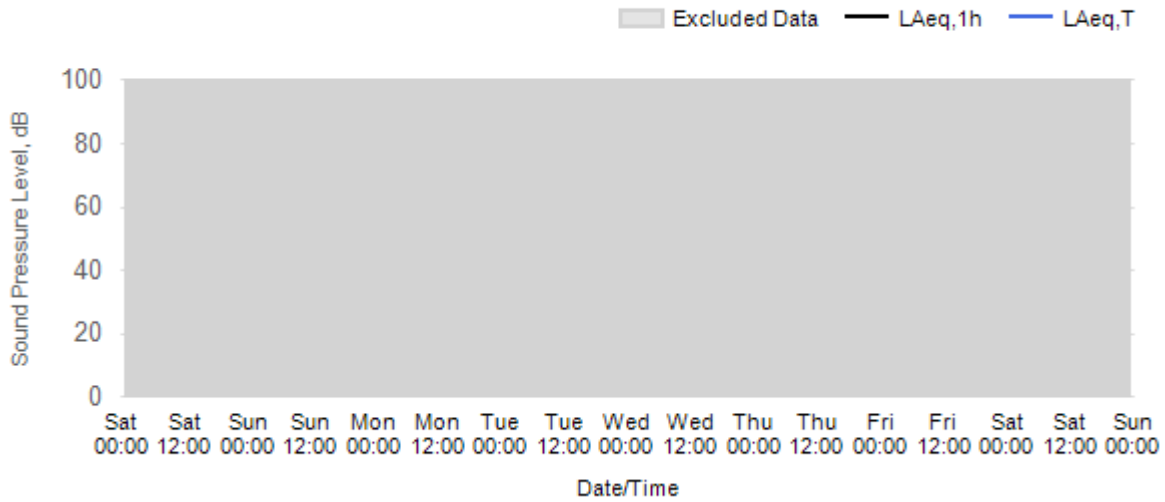 Excluded Data LAeq,1h LAeq,T
Sound Pressure Level, dB
100
80
60
40
20
0
Sat Sat Sun Sun Mon Mon Tue Tue Wed Wed Thu Thu Fri Fri Sat Sat Sun
00:00 12:00 00:00 12:00 00:00 12:00 00:00 12:00 00:00 12:00 00:00 12:00 00:00 12:00 00:00 12:00 00:00
Date/Time